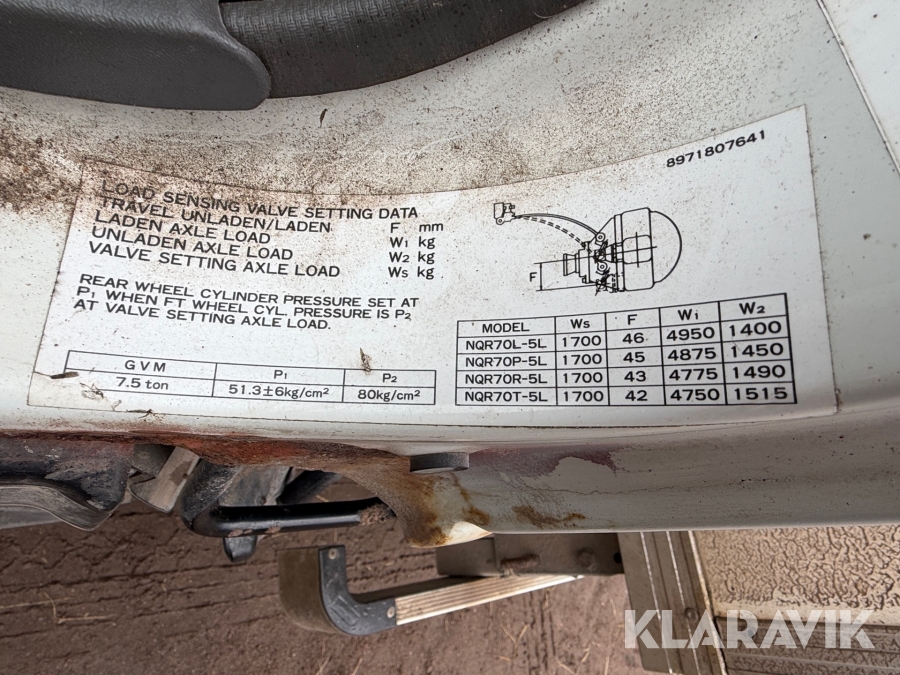 8971807641
LOAD SENSING VALVE SETTING DATA
TRAVEL UNLADEN/LADEN F mm
LADEN AXLE LOAD W1 kg
UNLADEN AXLE LOAD W2 kg
VALVE SETTING AXLE LOAD Ws kg
REAR WHEEL CYLINDER PRESSURE SET AT
P1 WHEN FT WHEEL CYL. PRESSURE IS P2
AT VALVE SETTING AXLE LOAD.
F
GVM P1 P2
7.5 ton 51.3±6kg/cm² 80kg/cm²
MODEL Ws F W1 W2
NQR70L-5L 1700 46 4950 1400
NQR70P-5L 1700 45 4875 1450
NQR70R-5L 1700 43 4775 1490
NQR70T-5L 1700 42 4750 1515
KLARAVIK